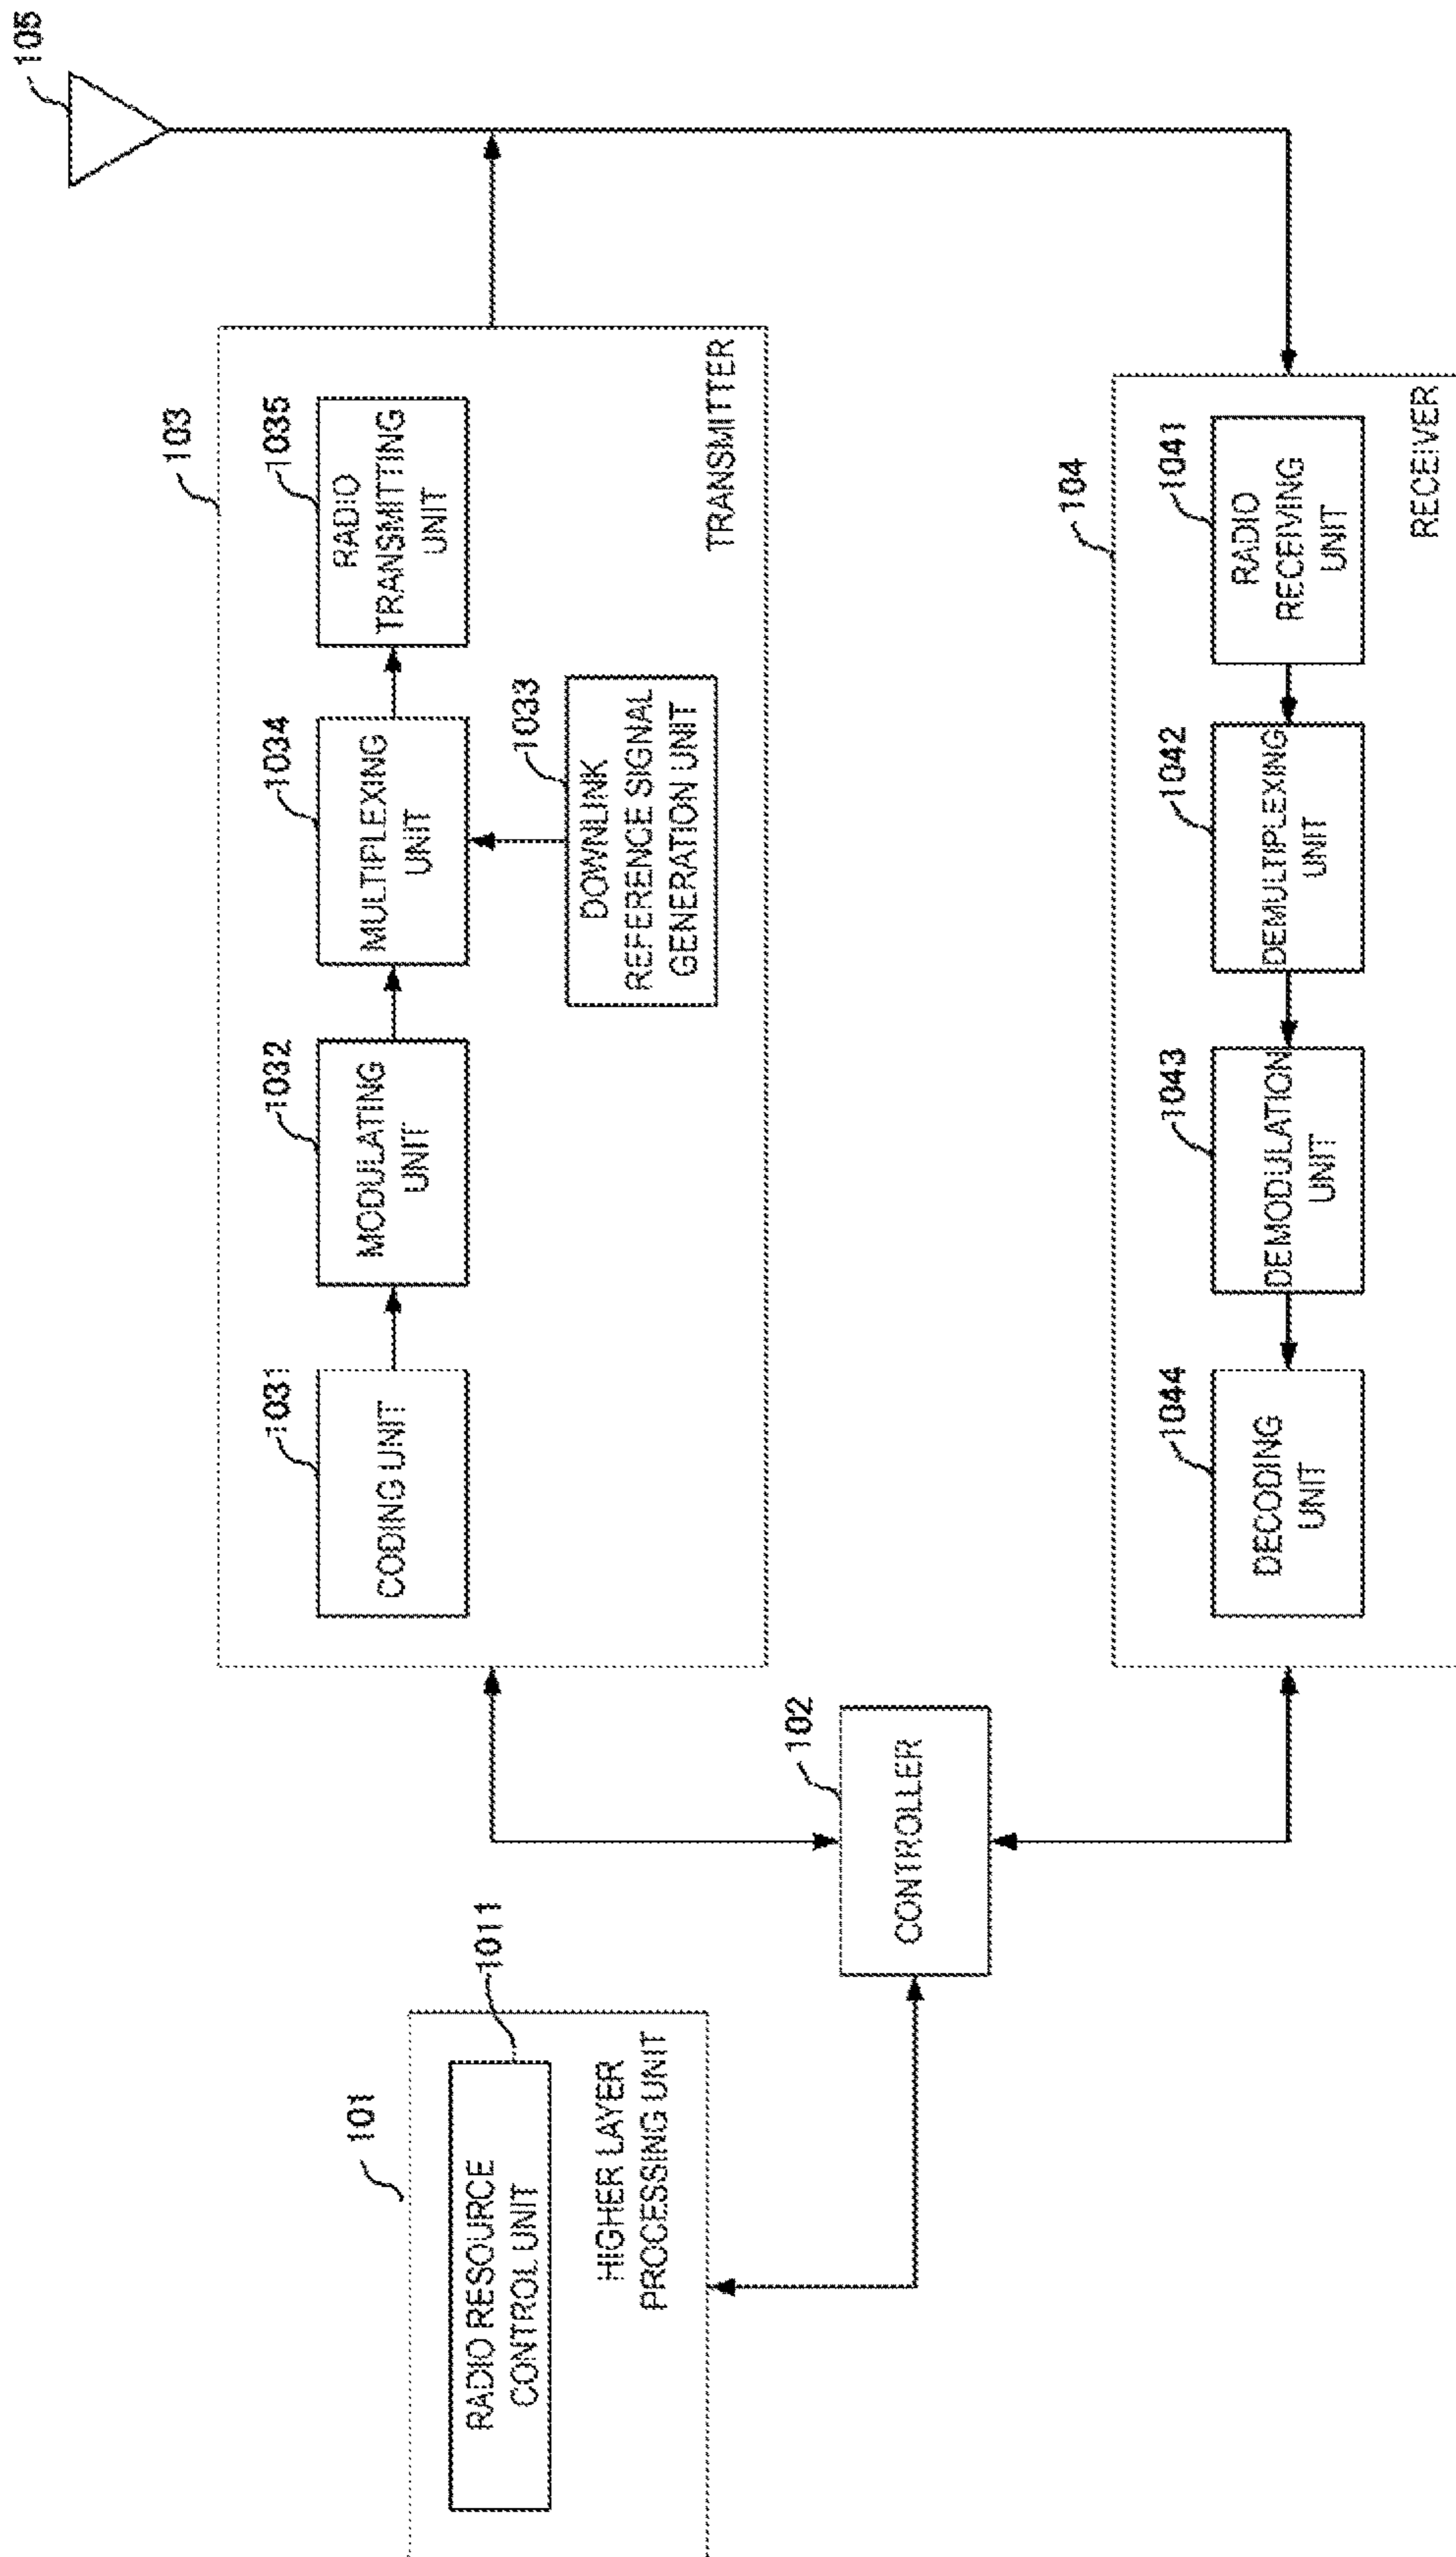 101
1011
RADIO RESOURCE
CONTROL UNIT
HIGHER LAYER
PROCESSING UNIT
102
CONTROLLER
103
1031
CODING UNIT
1032
MODULATING
UNIT
1034
MULTIPLEXING
UNIT
1035
RADIO
TRANSMITTING
UNIT
1033
DOWNLINK
REFERENCE SIGNAL
GENERATION UNIT
TRANSMITTER
105
104
1044
DECODING
UNIT
1043
DEMODULATION
UNIT
1042
DEMULTIPLEXING
UNIT
1041
RADIO
RECEIVING
UNIT
RECEIVER